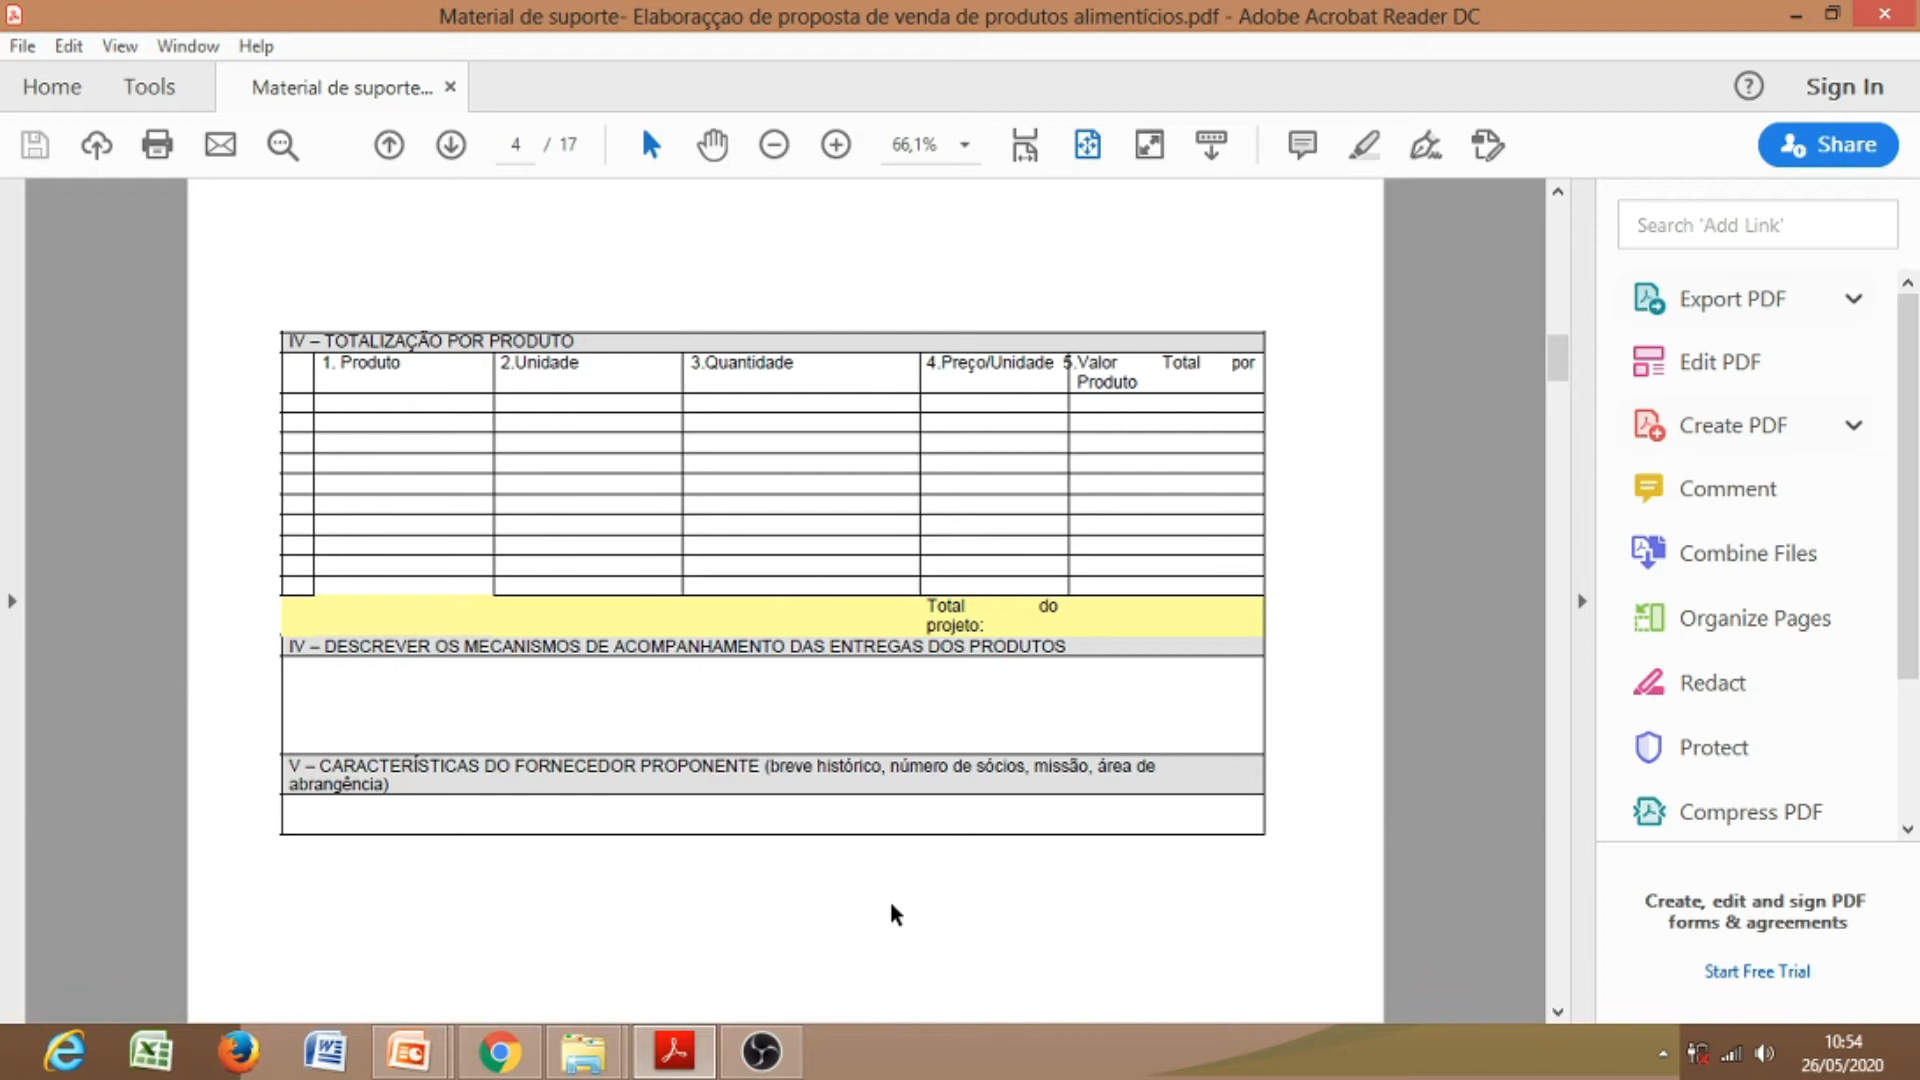 Material de suporte- Elaboraçção de proposta de venda de produtos alimentícios.pdf - Adobe Acrobat Reader DC
File Edit View Window Help
Home Tools Material de suporte... × Sign In
4 / 17 66,1% Share
Search 'Add Link'
Export PDF
Edit PDF
Create PDF
Comment
Combine Files
Organize Pages
Redact
Protect
Compress PDF
Create, edit and sign PDF
forms & agreements
Start Free Trial
IV – TOTALIZAÇÃO POR PRODUTO
1. Produto 2.Unidade 3.Quantidade 4.Preço/Unidade 5.Valor Total por
Produto
Total do
projeto:
IV – DESCREVER OS MECANISMOS DE ACOMPANHAMENTO DAS ENTREGAS DOS PRODUTOS
V – CARACTERÍSTICAS DO FORNECEDOR PROPONENTE (breve histórico, número de sócios, missão, área de
abrangência)
10:54
26/05/2020